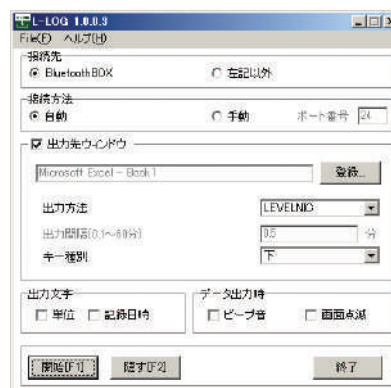 L-LOG 1.0.0.3
File(F) ヘルプ(H)
接続先
BluetoothBOX 左記以外
接続方法
自動 手動 ポート番号 24
出力先ウィンドウ
Microsoft Excel - Book1 登録...
出力方法 LEVELNIC
出力間隔[0.1～60分] 0.5 分
キー種別 下
出力文字 データ出力時
単位 記録日時 ビープ音 画面点滅
開始[F1] 隠す[F2] 終了